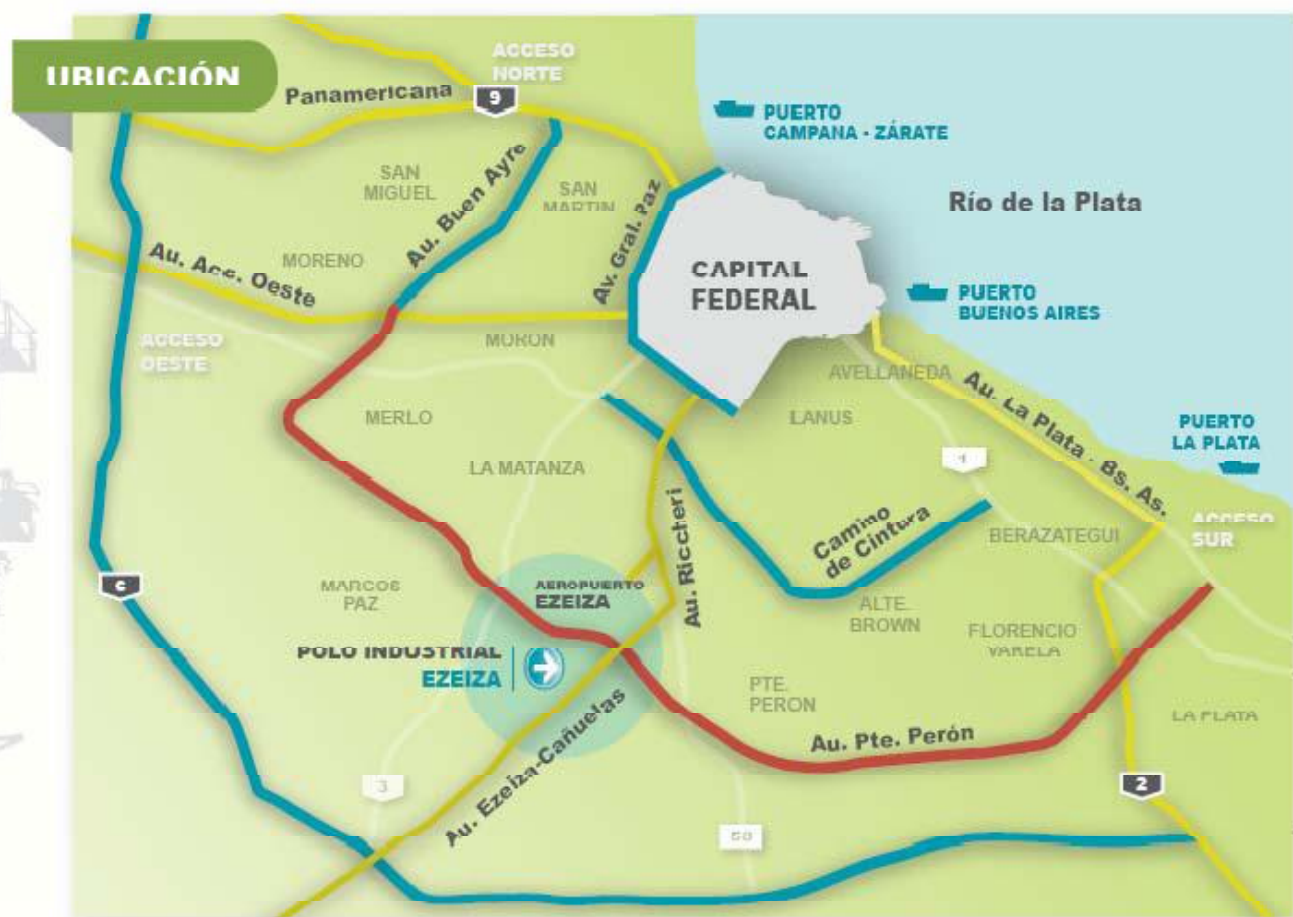 UBICACIÓN
ACCESO
NORTE
Panamericana
9
PUERTO
CAMPANA - ZÁRATE
SAN
MIGUEL
Au. Buen Ayre
SAN
MARTIN
Av. Gral. Paz
Río de la Plata
Au. Acc. Oeste
MORENO
CAPITAL
FEDERAL
PUERTO
BUENOS AIRES
ACCESO
OESTE
MORON
AVELLANEDA
Au. La Plata - Bs. As.
MERLO
LANUS
PUERTO
LA PLATA
LA MATANZA
4
Au. Riccheri
Camino
de Cintura
BERAZATEGUI
ACCESO
SUR
6
MARCOS
PAZ
AEROPUERTO
EZEIZA
ALTE.
BROWN
FLORENCIO
VARELA
POLO INDUSTRIAL
EZEIZA
PTE.
PERON
LA PLATA
Au. Pte. Perón
Au. Ezeiza-Cañuelas
3
2